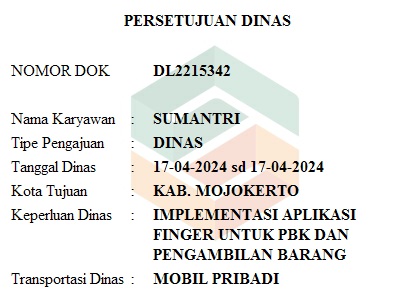 PERSETUJUAN DINAS
NOMOR DOK DL2215342
Nama Karyawan : SUMANTRI
Tipe Pengajuan : DINAS
Tanggal Dinas : 17-04-2024 sd 17-04-2024
Kota Tujuan : KAB. MOJOKERTO
Keperluan Dinas : IMPLEMENTASI APLIKASI
FINGER UNTUK PBK DAN
PENGAMBILAN BARANG
Transportasi Dinas : MOBIL PRIBADI